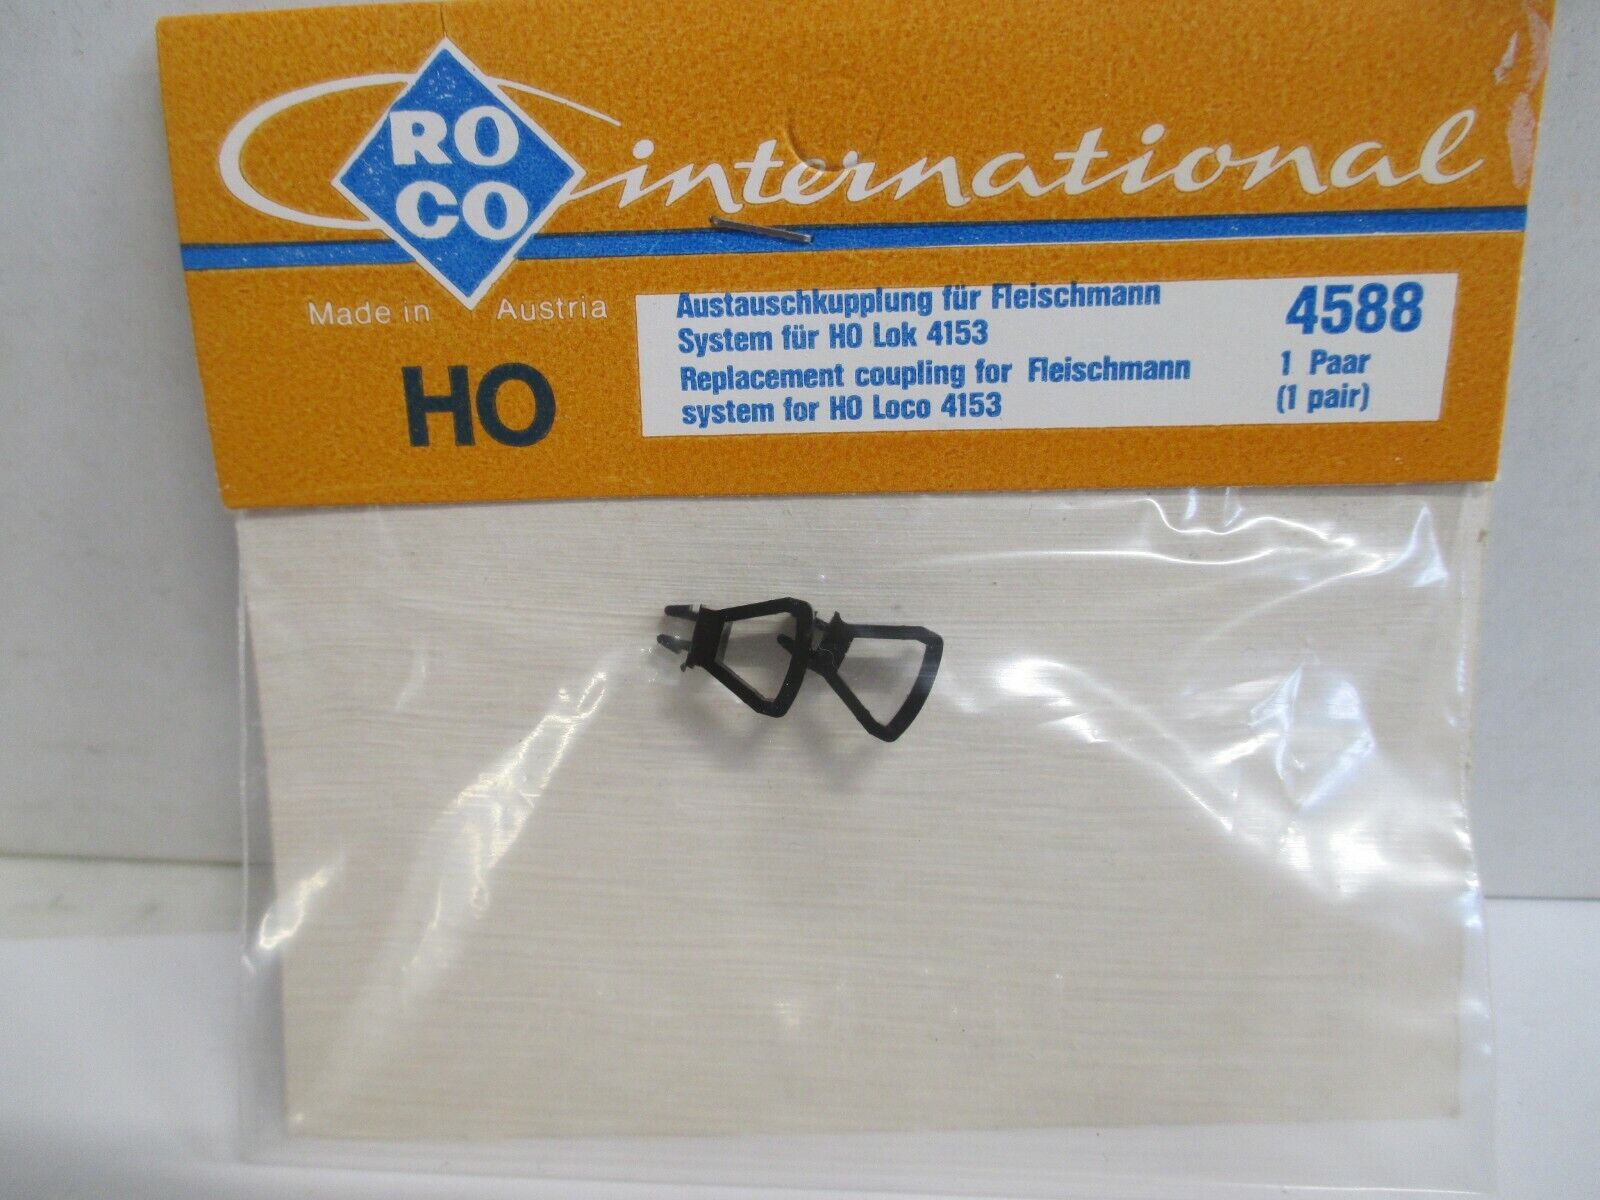 RO
CO
international
Made in Austria
HO
Austauschkupplung für Fleischmann
System für HO Lok 4153
Replacement coupling for Fleischmann
system for HO Loco 4153
4588
1 Paar
(1 pair)